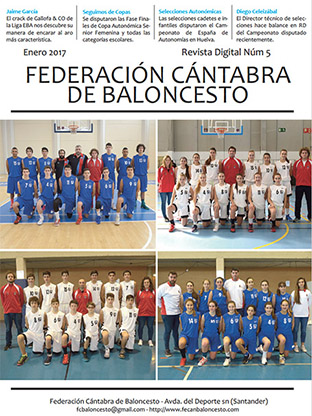 Jaime García
El crack de Gallofa & CO de
la Liga EBA nos descubre su
manera de encarar al aro
más característica.
Seguimos de Copas
Se disputaron las Fase Fina-
les de Copa Autonómica Se-
nior Femenina y todas las
categorías escolares.
Selecciones Autonómicas
Las selecciones cadetes e in-
fantiles disputaron el Cam-
peonato de España de
Autonomías en Huelva.
Diego Celeizábal
El Director técnico de selec-
ciones hace balance en RD
del Campeonato disputado
recientemente.
Enero 2017
Revista Digital Núm 5
FEDERACIÓN CÁNTABRA
DE BALONCESTO
Federación Cántabra de Baloncesto - Avda. del Deporte sn (Santander)
fcbaloncesto@gmail.com - http://www.fecanbaloncesto.com